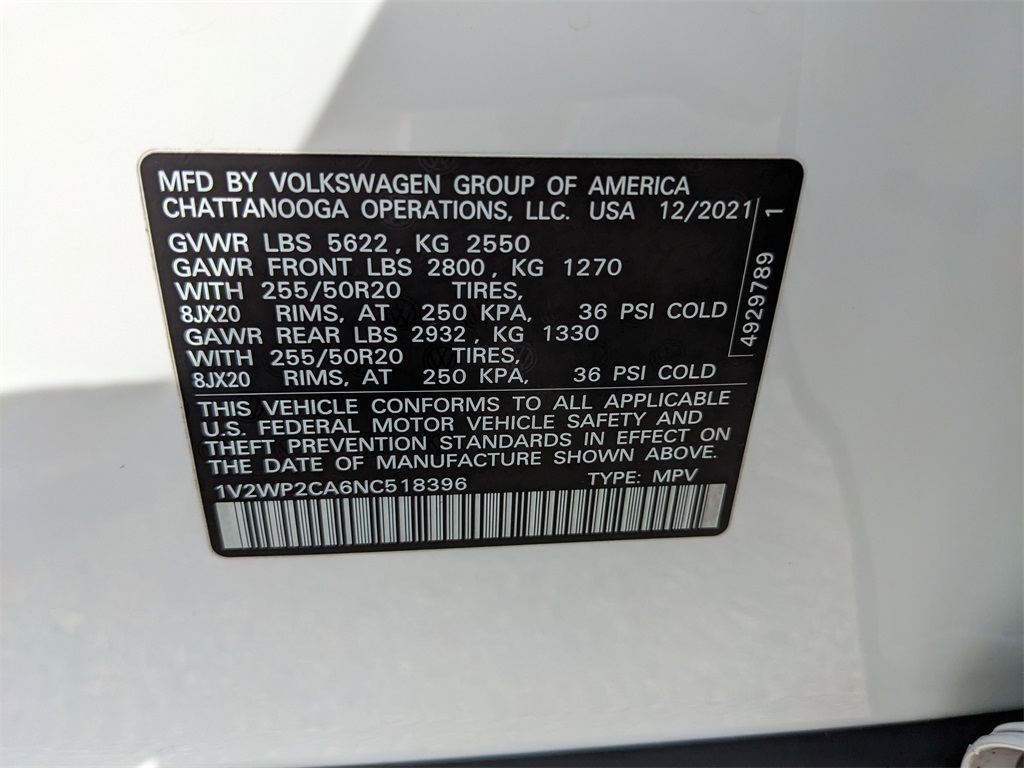 MFD BY VOLKSWAGEN GROUP OF AMERICA
CHATTANOOGA OPERATIONS, LLC. USA 12/2021
GVWR LBS 5622, KG 2550
GAWR FRONT LBS 2800, KG 1270
WITH 255/50R20 TIRES,
8JX20 RIMS, AT 250 KPA, 36 PSI COLD
GAWR REAR LBS 2932, KG 1330
WITH 255/50R20 TIRES,
8JX20 RIMS, AT 250 KPA, 36 PSI COLD
THIS VEHICLE CONFORMS TO ALL APPLICABLE
U.S. FEDERAL MOTOR VEHICLE SAFETY AND
THEFT PREVENTION STANDARDS IN EFFECT ON
THE DATE OF MANUFACTURE SHOWN ABOVE.
1V2WP2CA6NC518396 TYPE: MPV
4929789 1